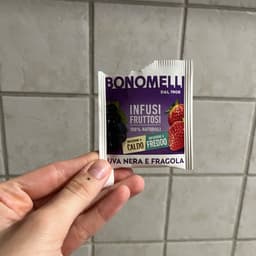 BONOMELLI
DAL 1908
INFUSI
FRUTTOSI
100% NATURALI
CALDO
FREDDO
UVA NERA E FRAGOLA